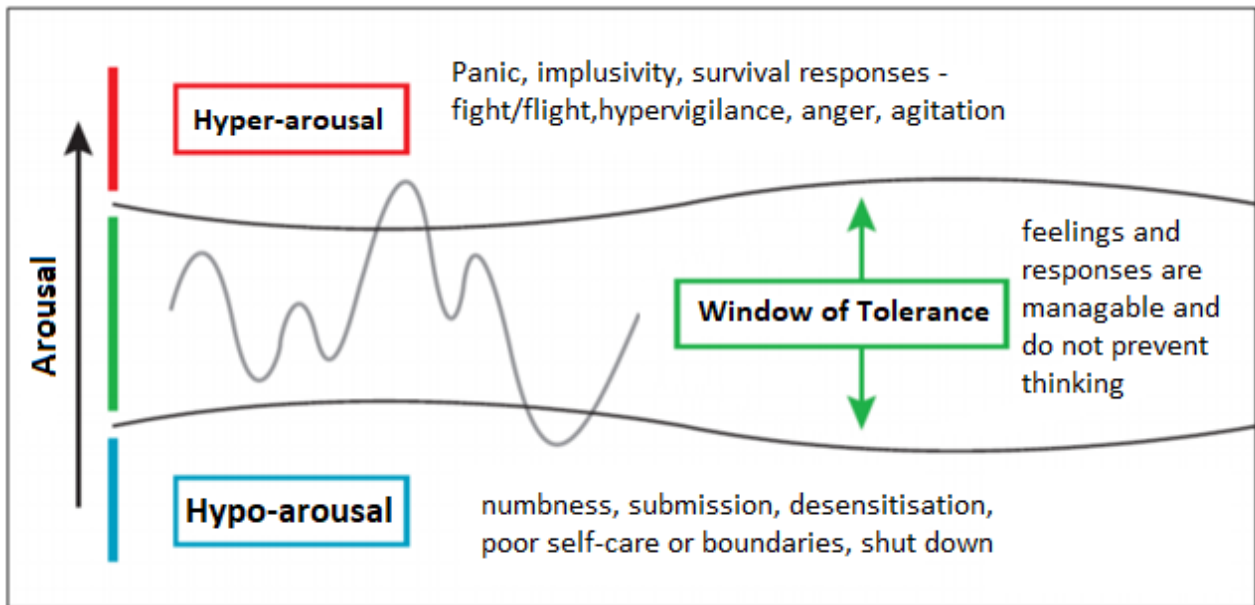 Panic, implusivity, survival responses -
fight/flight,hypervigilance, anger, agitation
Hyper-arousal
Arousal
Window of Tolerance
feelings and
responses are
managable and
do not prevent
thinking
Hypo-arousal
numbness, submission, desensitisation,
poor self-care or boundaries, shut down